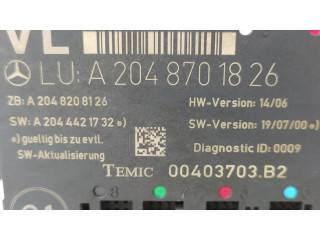 VL
LU: A 204 870 18 26
ZB: A 204 820 81 26
HW-Version: 14/06
SW: A 204 442 17 32 »)
SW-Version: 19/07/00 »)
») gueltig bis zu evtl.
SW-Aktualisierung
Diagnostic ID: 0009
TEMIC 00403703.B2